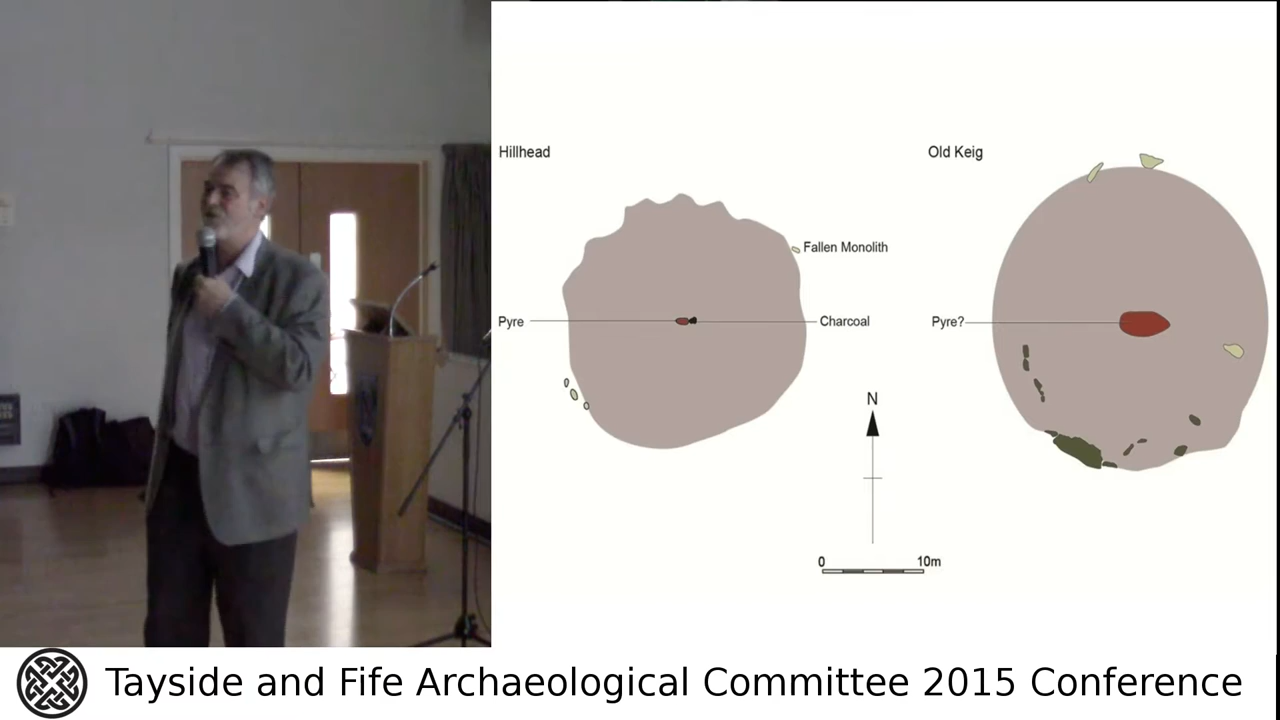 Hillhead
Old Keig
Fallen Monolith
Pyre
Charcoal
Pyre?
N
0 10m
Tayside and Fife Archaeological Committee 2015 Conference